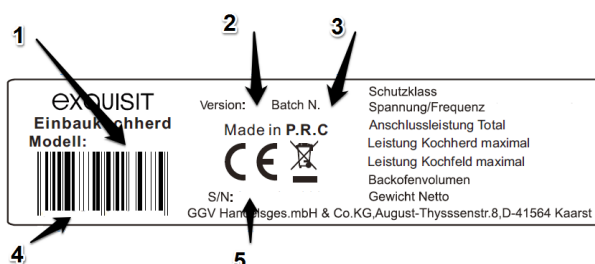 1
2
3
exquisit
Einbaukochherd
Modell:
Version: Batch N.
Made in P.R.C
S/N:
Schutzklass
Spannung/Frequenz
Anschlussleistung Total
Leistung Kochherd maximal
Leistung Kochfeld maximal
Backofenvolumen
Gewicht Netto
GGV Handelsges.mbH & Co.KG,August-Thysssenstr.8,D-41564 Kaarst
4
5